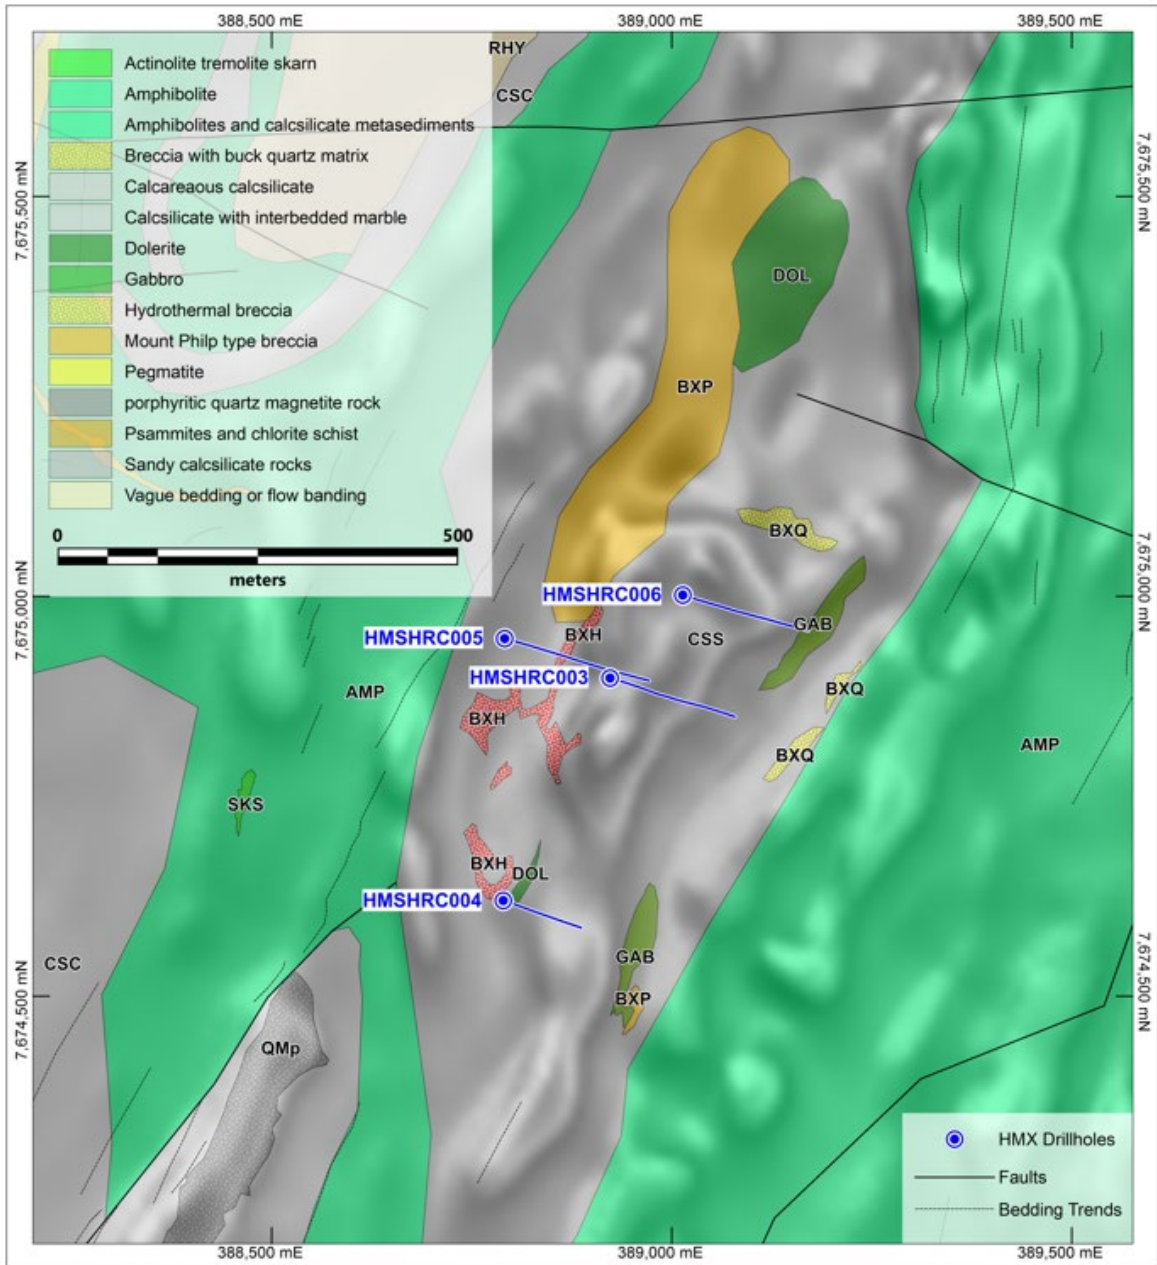 388,500 mE
389,000 mE
389,500 mE
RHY
CSC
Actinolite tremolite skarn
Amphibolite
Amphibolites and calcsilicate metasediments
Breccia with buck quartz matrix
Calcareaous calcsilicate
Calcsilicate with interbedded marble
Dolerite
Gabbro
Hydrothermal breccia
Mount Philp type breccia
Pegmatite
porphyritic quartz magnetite rock
Psammites and chlorite schist
Sandy calcsilicate rocks
Vague bedding or flow banding
0
500
meters
7,675,500 mN
7,675,500 mN
DOL
BXP
BXQ
7,675,000 mN
7,675,000 mN
HMSHRC006
GAB
HMSHRC005
BXH
CSS
HMSHRC003
BXQ
AMP
BXH
BXQ
AMP
SKS
BXH
DOL
HMSHRC004
GAB
CSC
BXP
7,674,500 mN
7,674,500 mN
QMp
HMX Drillholes
Faults
Bedding Trends
388,500 mE
389,000 mE
389,500 mE